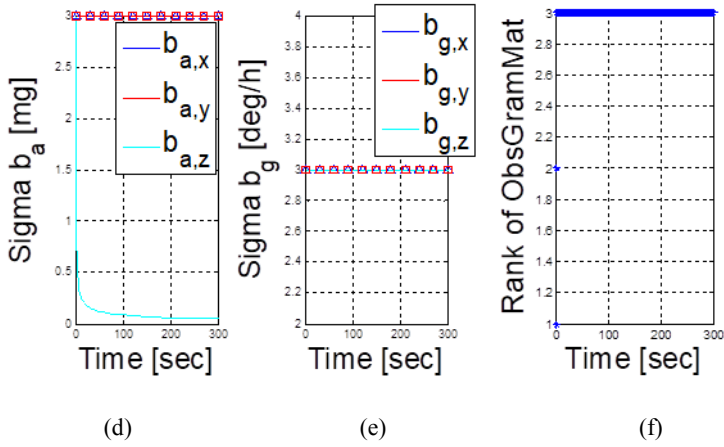 3
2.5
2
1.5
1
0.5
0
0
100
200
300
Sigma b_a [mg]
Time [sec]
b_a,x
b_a,y
b_a,z
(d)
4
3.8
3.6
3.4
3.2
3
2.8
2.6
2.4
2.2
2
0
100
200
300
Sigma b_g [deg/h]
Time [sec]
b_g,x
b_g,y
b_g,z
(e)
3
2.8
2.6
2.4
2.2
2
1.8
1.6
1.4
1.2
1
0
100
200
300
Rank of ObsGramMat
Time [sec]
(f)